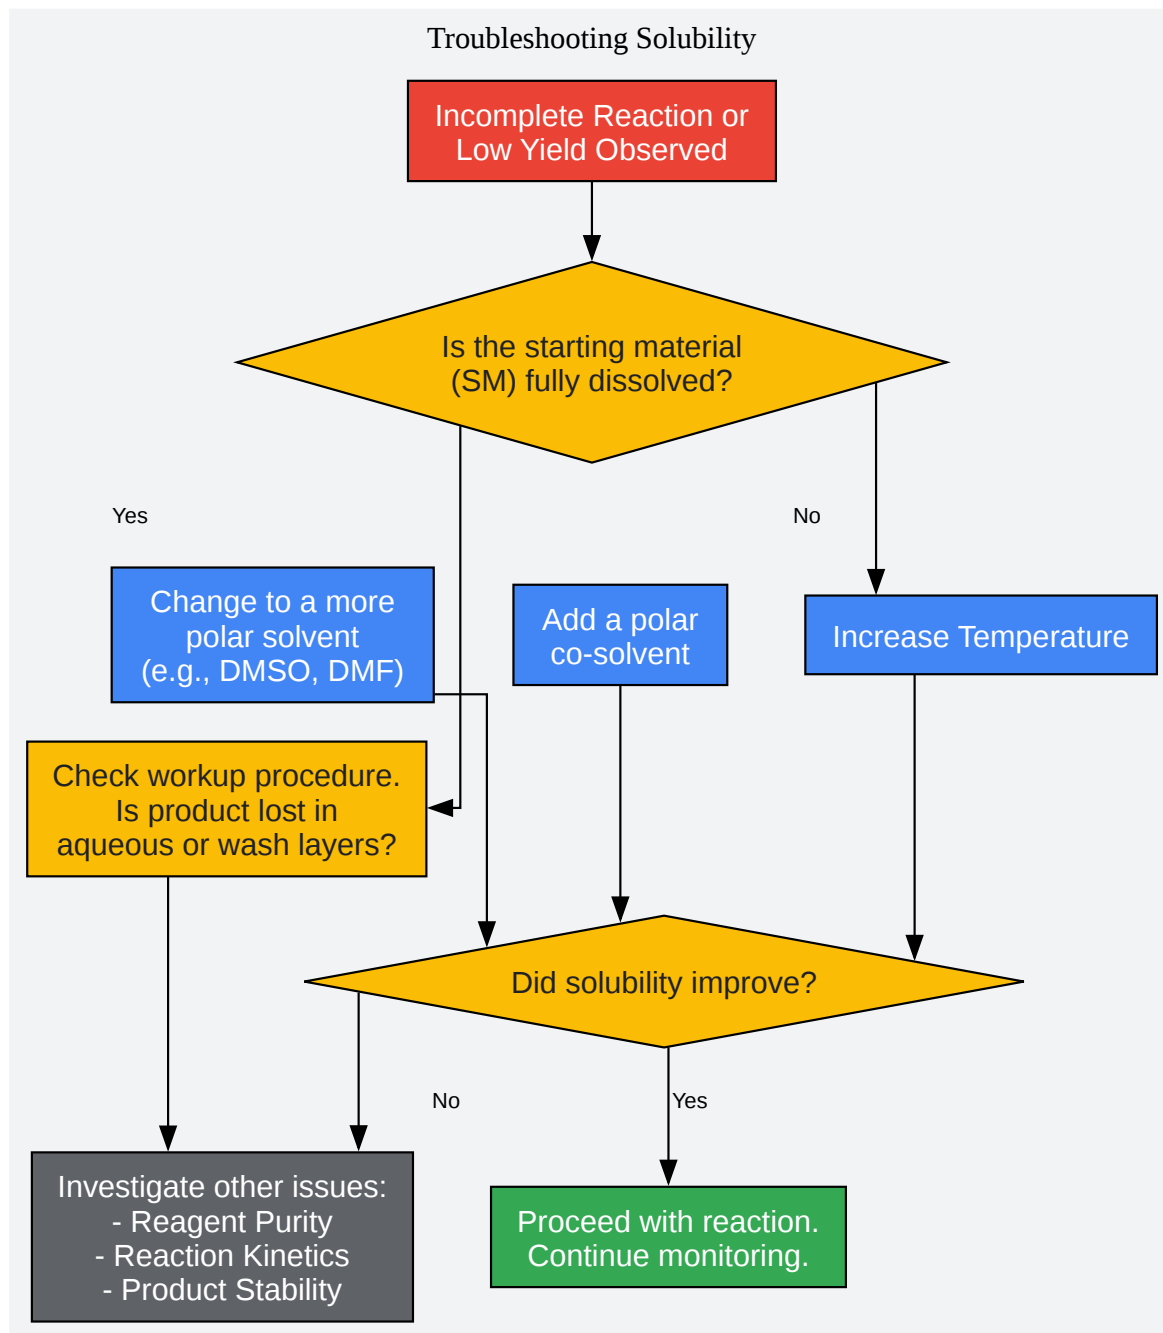 Troubleshooting Solubility
Incomplete Reaction or
Low Yield Observed
Is the starting material
(SM) fully dissolved?
Yes
No
Change to a more
polar solvent
(e.g., DMSO, DMF)
Add a polar
co-solvent
Increase Temperature
Check workup procedure.
Is product lost in
aqueous or wash layers?
Did solubility improve?
No
Yes
Investigate other issues:
- Reagent Purity
- Reaction Kinetics
- Product Stability
Proceed with reaction.
Continue monitoring.